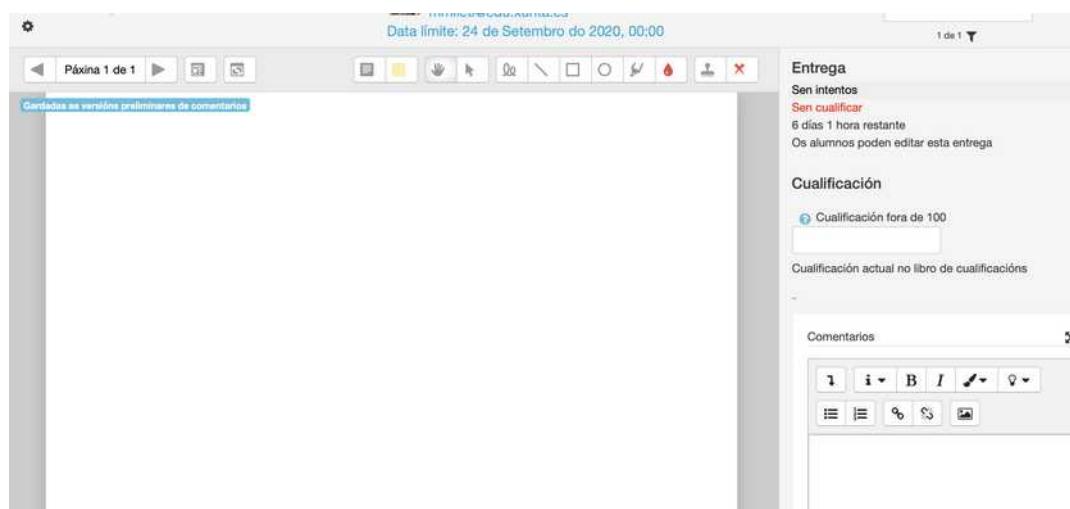 Data límite: 24 de Setembro do 2020, 00:00
1 de 1
Páxina 1 de 1
Gardadas as versións preliminares de comentarios
Entrega
Sen intentos
Sen cualificar
6 días 1 hora restante
Os alumnos poden editar esta entrega
Cualificación
Cualificación fora de 100
Cualificación actual no libro de cualificacións
-
Comentarios
B I